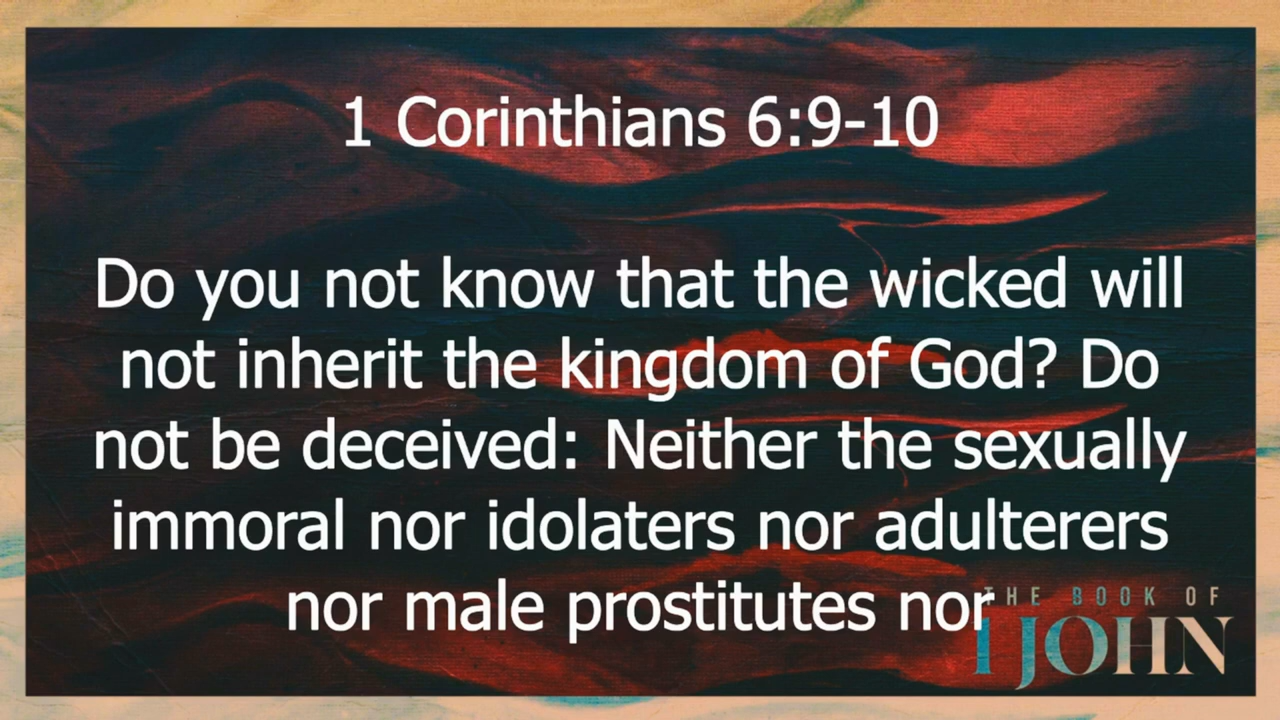 1 Corinthians 6:9-10
Do you not know that the wicked will
not inherit the kingdom of God? Do
not be deceived: Neither the sexually
immoral nor idolaters nor adulterers
nor male prostitutes nor
THE BOOK OF
1 JOHN